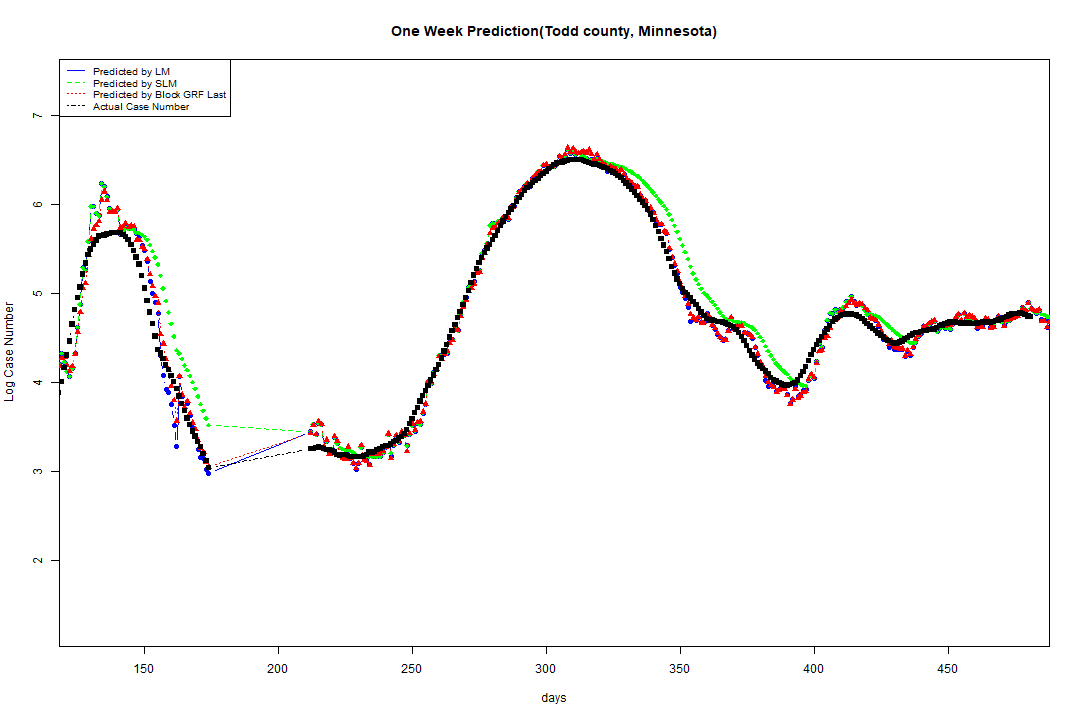 One Week Prediction(Todd county, Minnesota)
Predicted by LM
Predicted by SLM
Predicted by Block GRF Last
Actual Case Number
7
6
5
4
3
2
Log Case Number
150 200 250 300 350 400 450
days